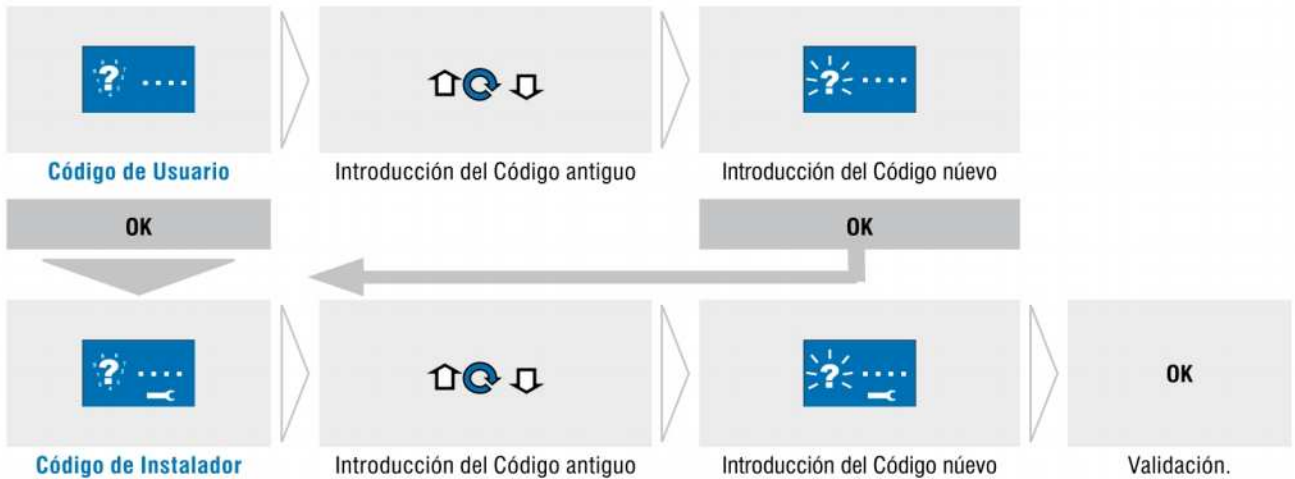 ? ....
? ....
Código de Usuario
Introducción del Código antiguo
Introducción del Código núevo
OK
OK
? ....
? ....
OK
Código de Instalador
Introducción del Código antiguo
Introducción del Código núevo
Validación.